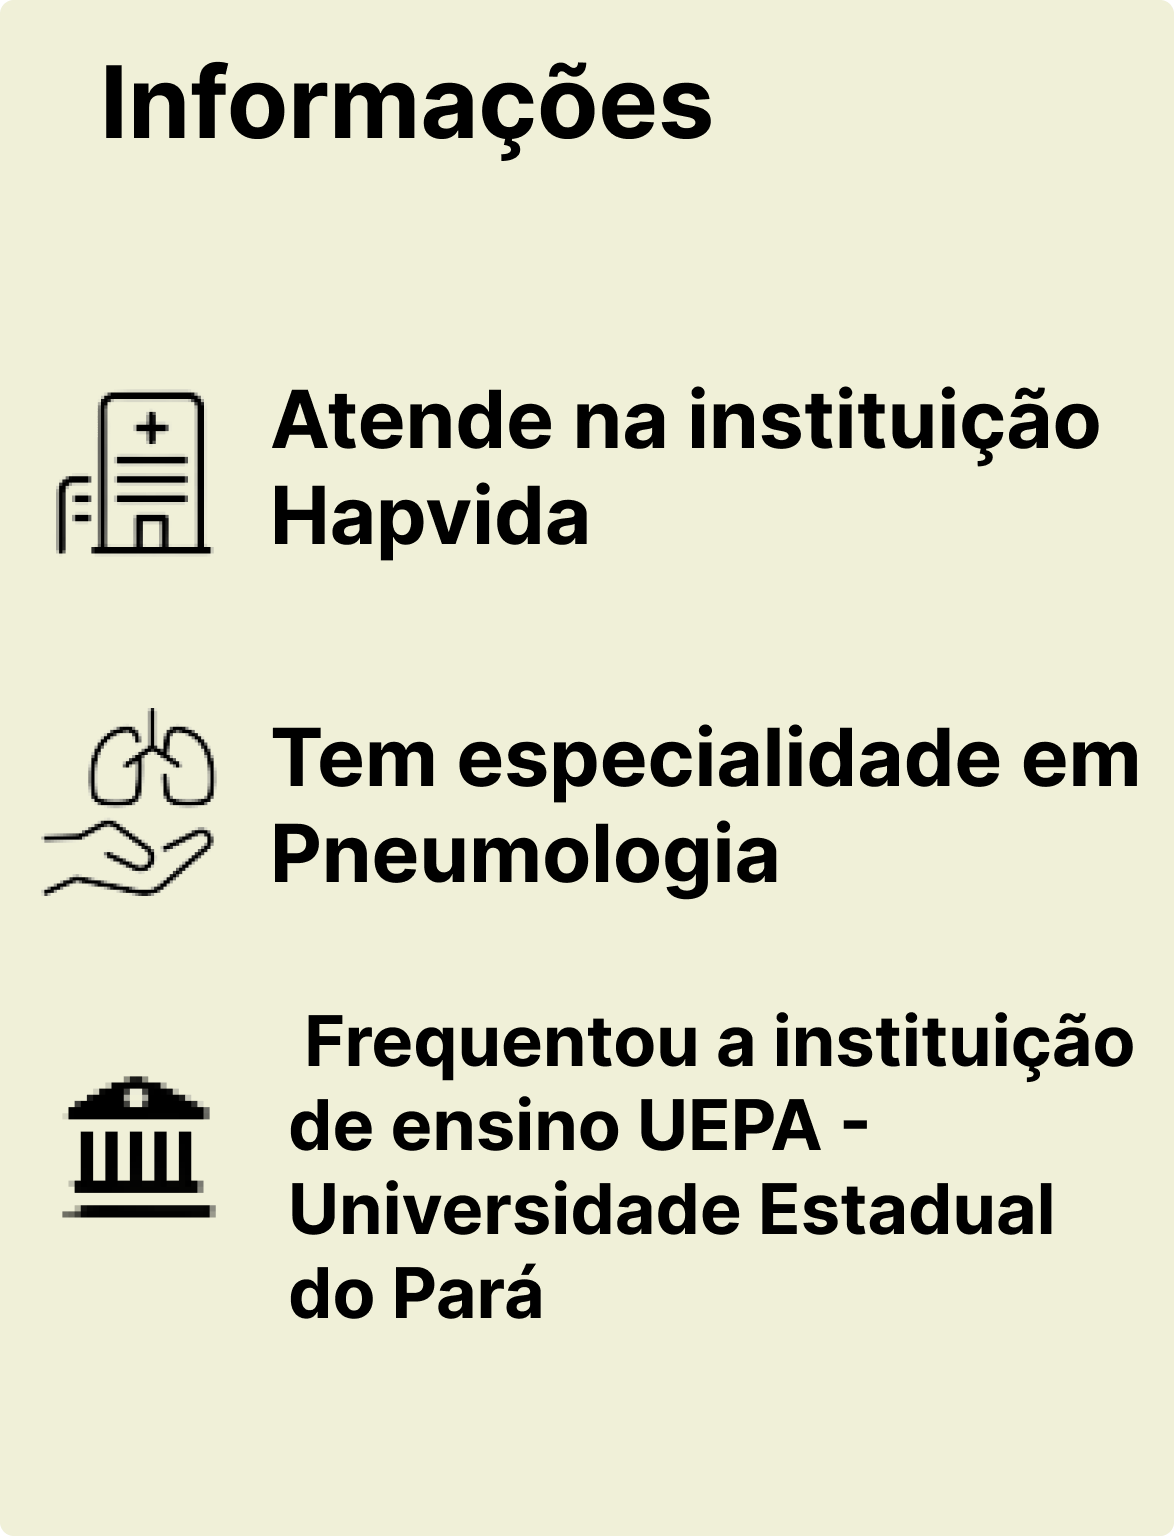 Informações
Atende na instituição
Hapvida
Tem especialidade em
Pneumologia
Frequentou a instituição
de ensino UEPA -
Universidade Estadual
do Pará